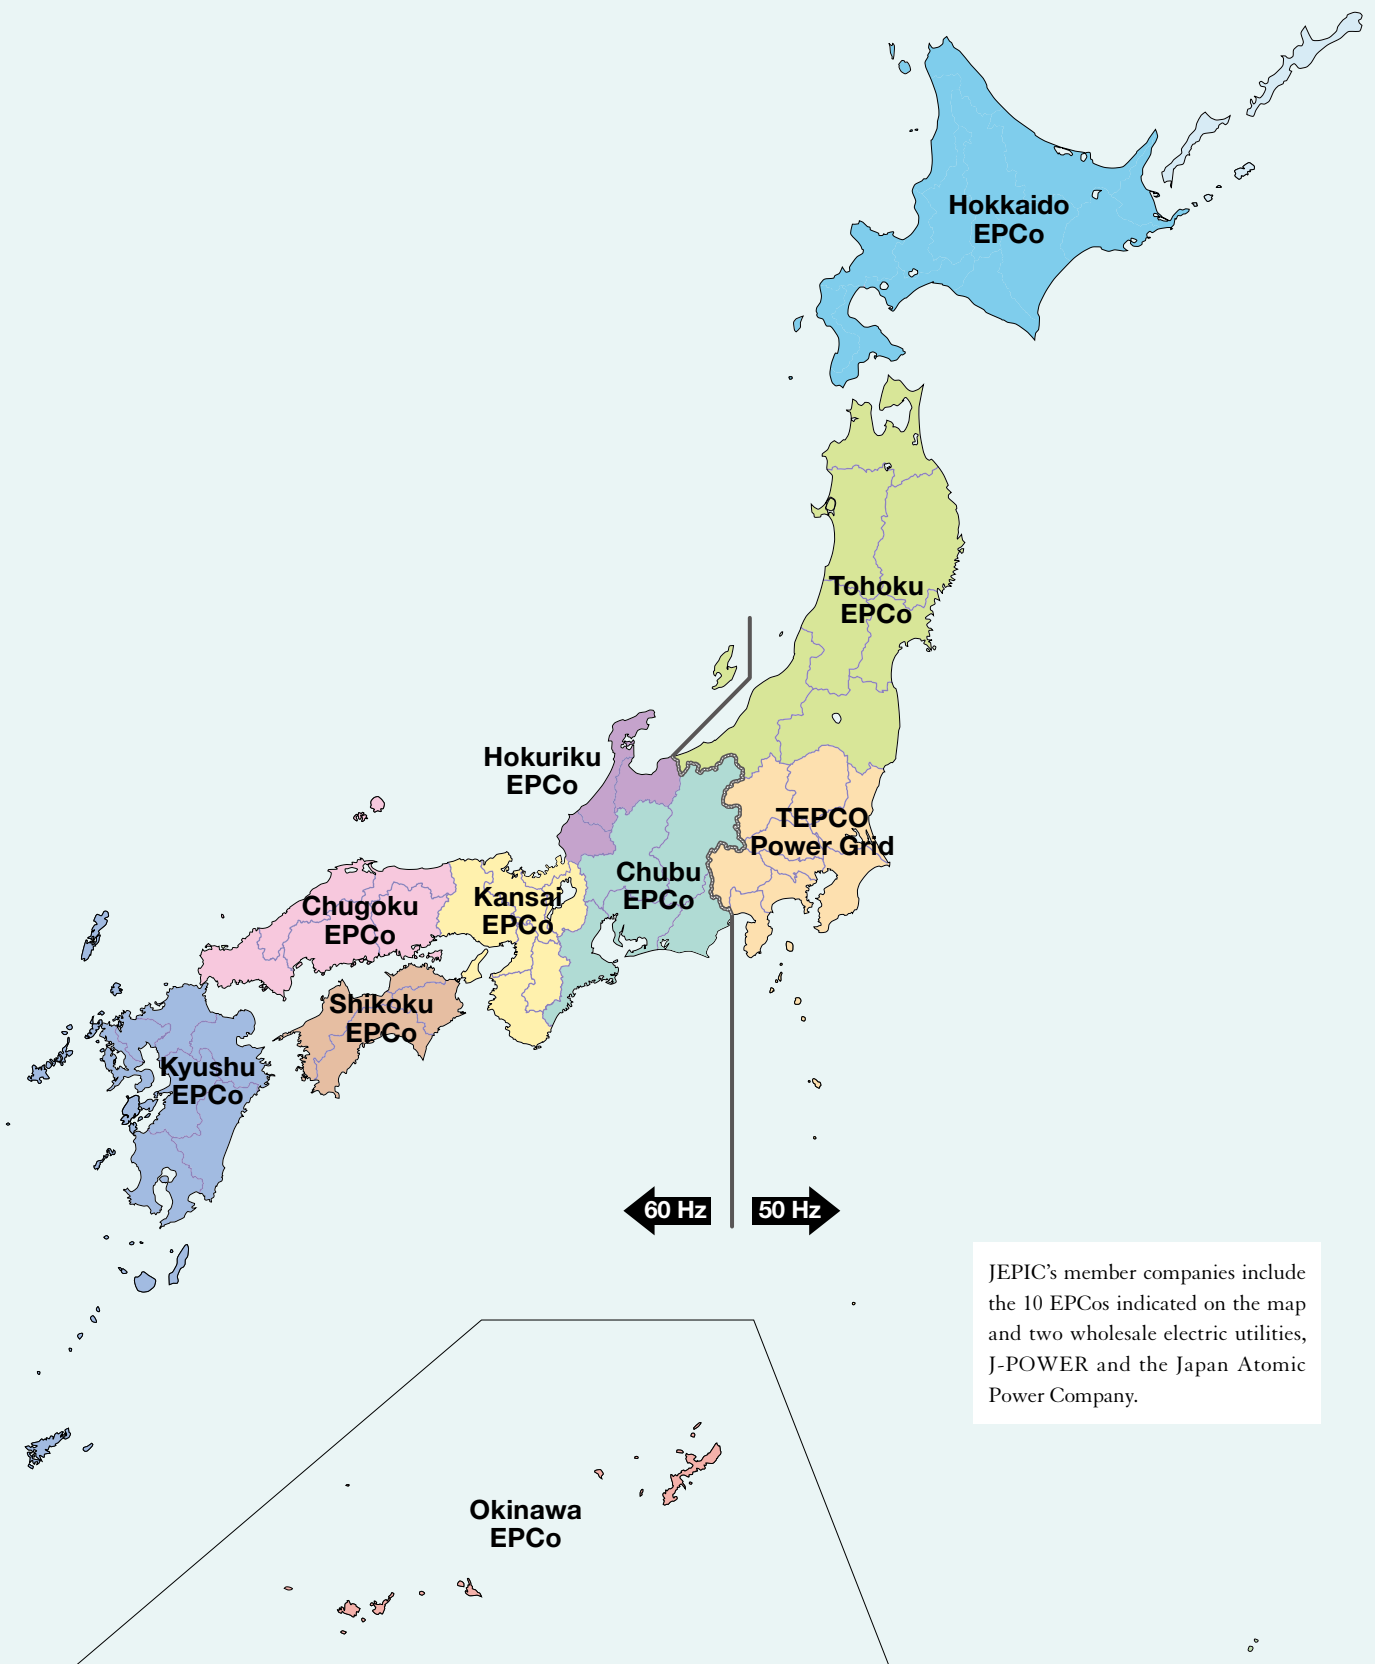 Hokkaido
EPCo
Tohoku
EPCo
Hokuriku
EPCo
TEPCO
Power Grid
Chubu
EPCo
Kansai
EPCo
Chugoku
EPCo
Shikoku
EPCo
Kyushu
EPCo
60 Hz
50 Hz
JEPIC's member companies include
the 10 EPCos indicated on the map
and two wholesale electric utilities,
J-POWER and the Japan Atomic
Power Company.
Okinawa
EPCo